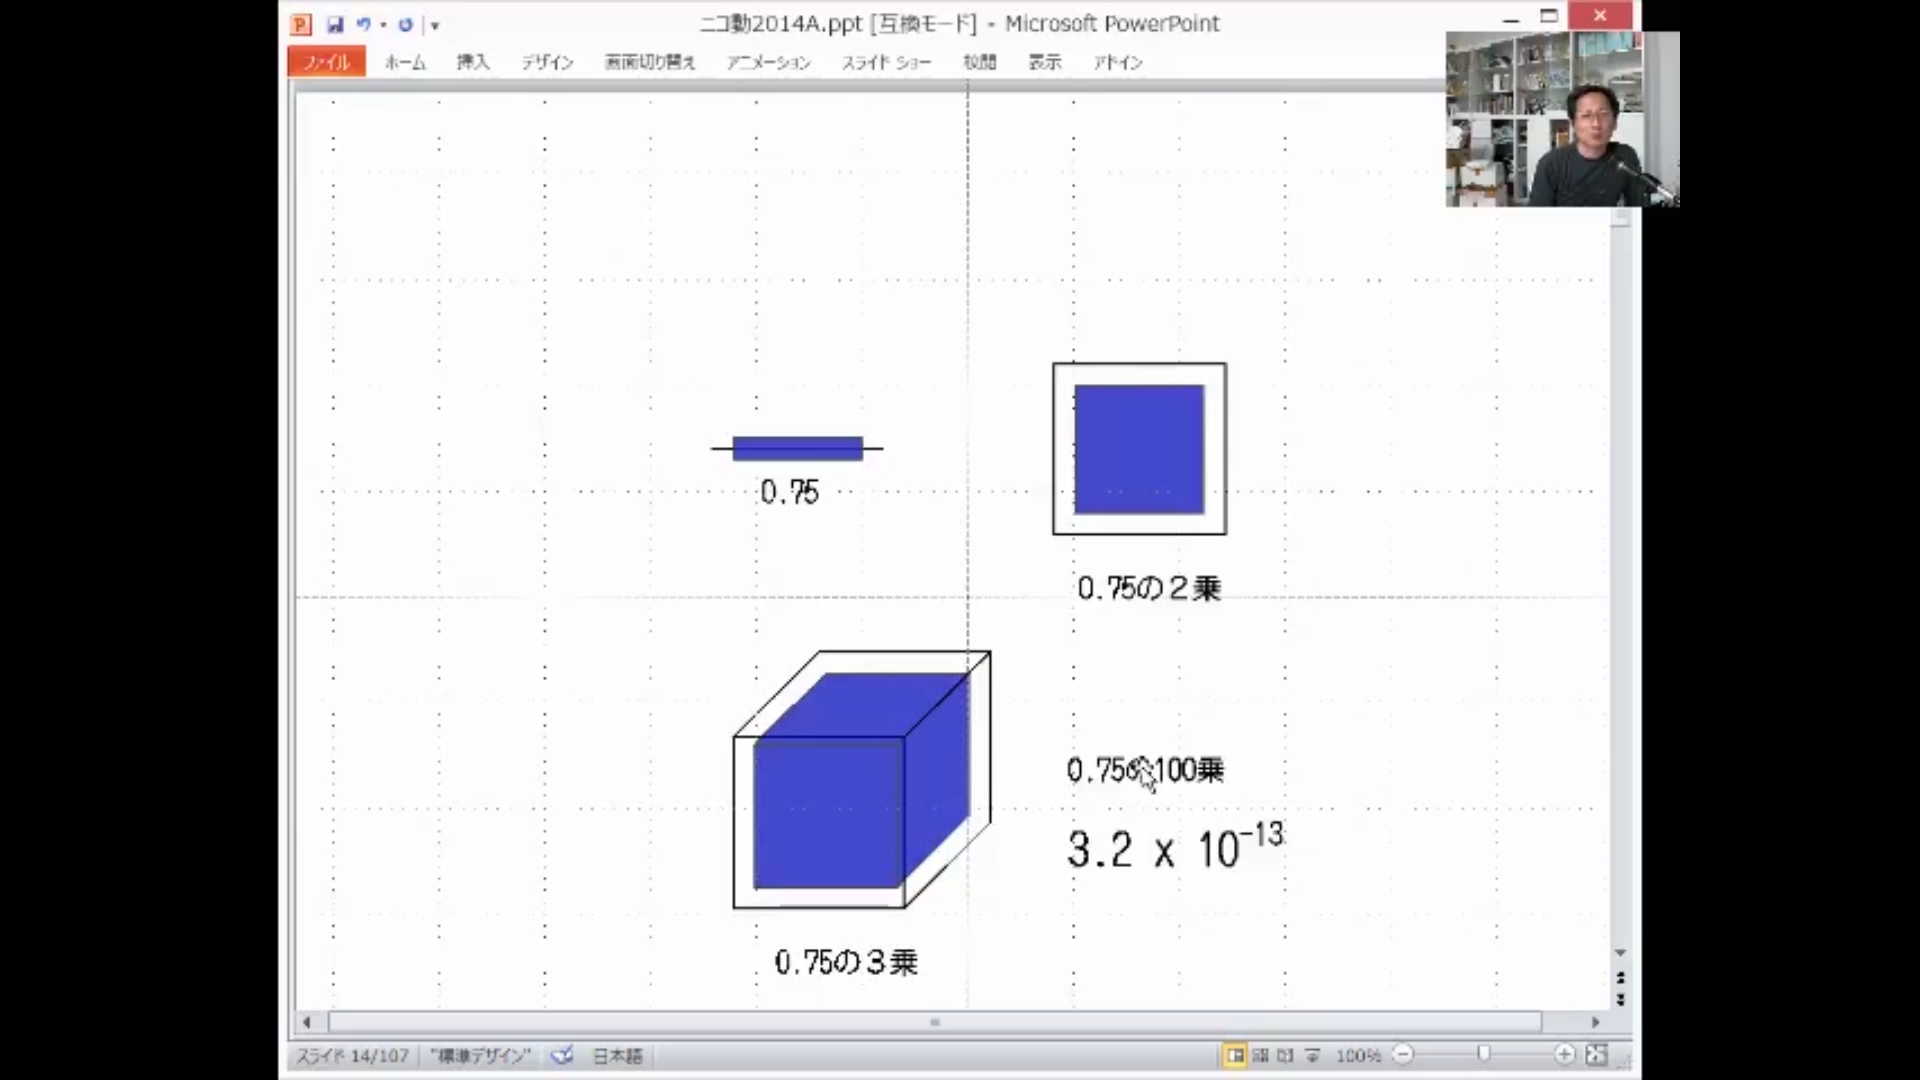 ニコ動2014A.ppt [互換モード] - Microsoft PowerPoint
ファイル ホーム 挿入 デザイン 画面切り替え アニメーション スライド ショー 校閲 表示 アドイン
0.75
0.75の２乗
0.75の100乗
3.2 x 10⁻¹³
0.75の３乗
スライド 14/107 "標準デザイン" 日本語 100%